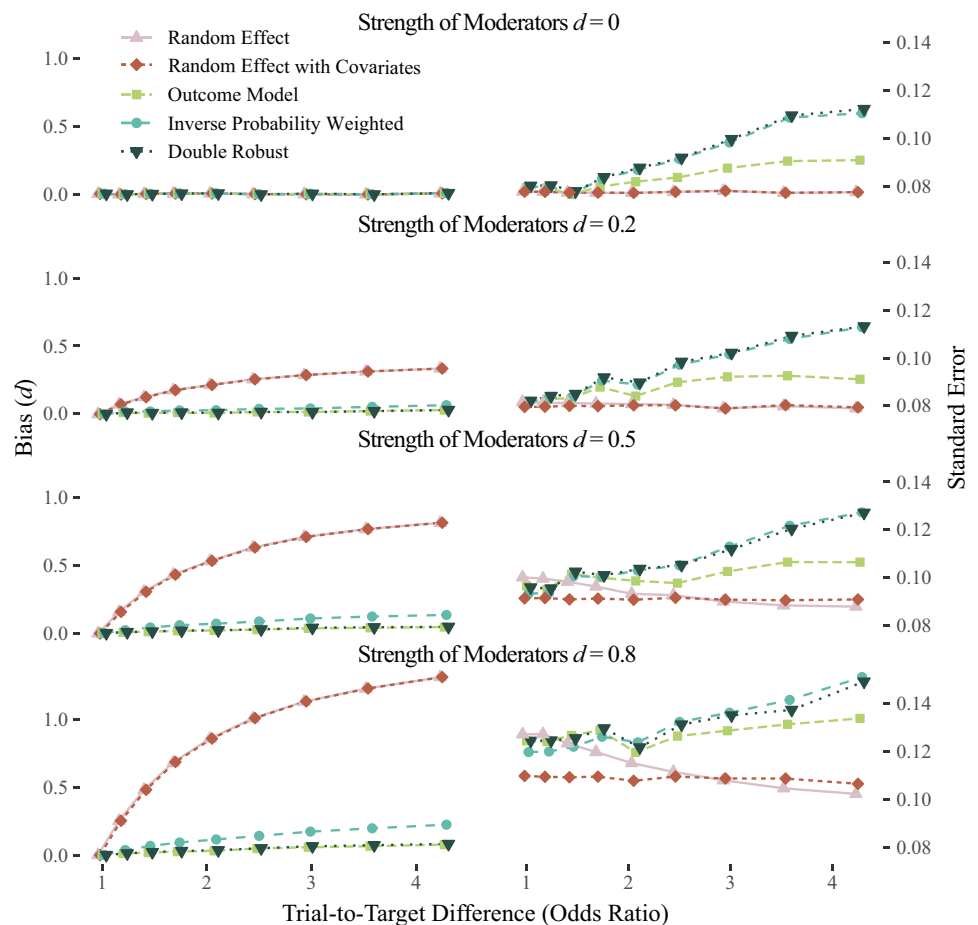 Strength of Moderators d = 0
Random Effect
Random Effect with Covariates
Outcome Model
Inverse Probability Weighted
Double Robust
1.0
0.5
0.0
0.14
0.12
0.10
0.08
Strength of Moderators d = 0.2
1.0
0.5
0.0
0.14
0.12
0.10
0.08
Bias (d)
Standard Error
Strength of Moderators d = 0.5
1.0
0.5
0.0
0.14
0.12
0.10
0.08
Strength of Moderators d = 0.8
1.0
0.5
0.0
0.14
0.12
0.10
0.08
1 2 3 4
1 2 3 4
Trial-to-Target Difference (Odds Ratio)